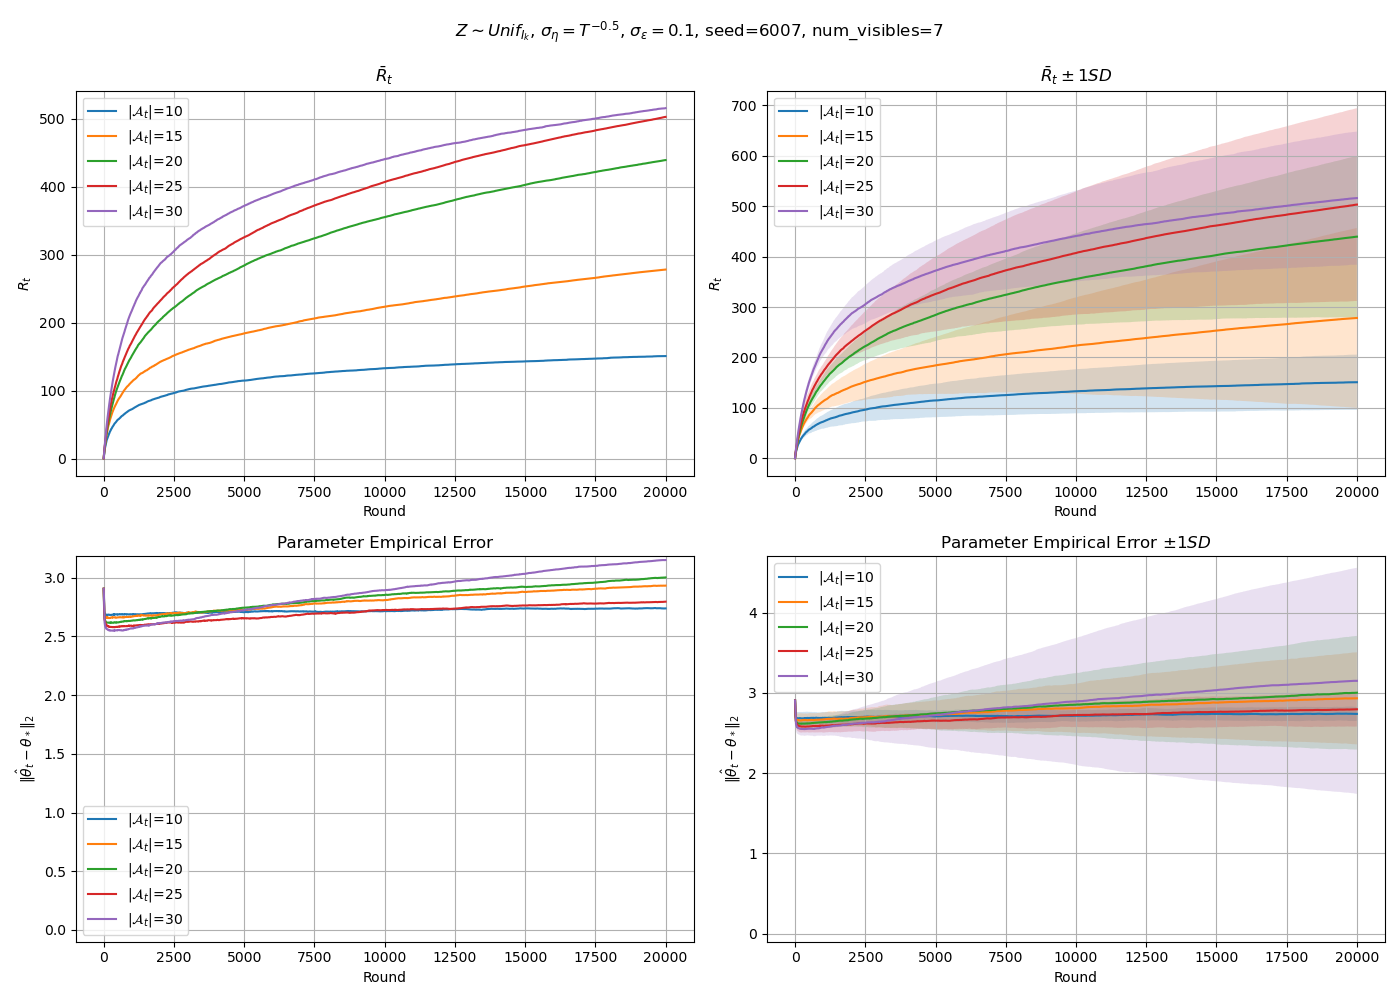 Z ∼ Unif_{I_k}, σ_η = T^{−0.5}, σ_ε = 0.1, seed=6007, num_visibles=7
R̄_t
R_t
500
400
300
200
100
0
|𝒜_t|=10
|𝒜_t|=15
|𝒜_t|=20
|𝒜_t|=25
|𝒜_t|=30
0 2500 5000 7500 10000 12500 15000 17500 20000
Round
R̄_t ± 1SD
R_t
700
600
500
400
300
200
100
0
|𝒜_t|=10
|𝒜_t|=15
|𝒜_t|=20
|𝒜_t|=25
|𝒜_t|=30
0 2500 5000 7500 10000 12500 15000 17500 20000
Round
Parameter Empirical Error
‖θ̂_t − θ_*‖_2
3.0
2.5
2.0
1.5
1.0
0.5
0.0
|𝒜_t|=10
|𝒜_t|=15
|𝒜_t|=20
|𝒜_t|=25
|𝒜_t|=30
0 2500 5000 7500 10000 12500 15000 17500 20000
Round
Parameter Empirical Error ±1SD
‖θ̂_t − θ_*‖_2
4
3
2
1
0
|𝒜_t|=10
|𝒜_t|=15
|𝒜_t|=20
|𝒜_t|=25
|𝒜_t|=30
0 2500 5000 7500 10000 12500 15000 17500 20000
Round